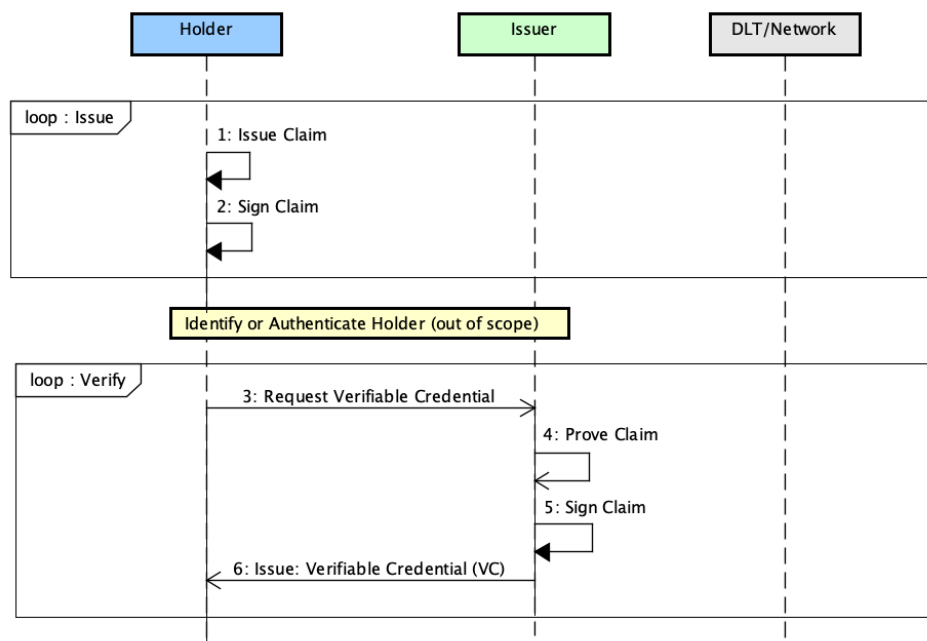 Holder
Issuer
DLT/Network
loop : Issue
1: Issue Claim
2: Sign Claim
Identify or Authenticate Holder (out of scope)
loop : Verify
3: Request Verifiable Credential
4: Prove Claim
5: Sign Claim
6: Issue: Verifiable Credential (VC)